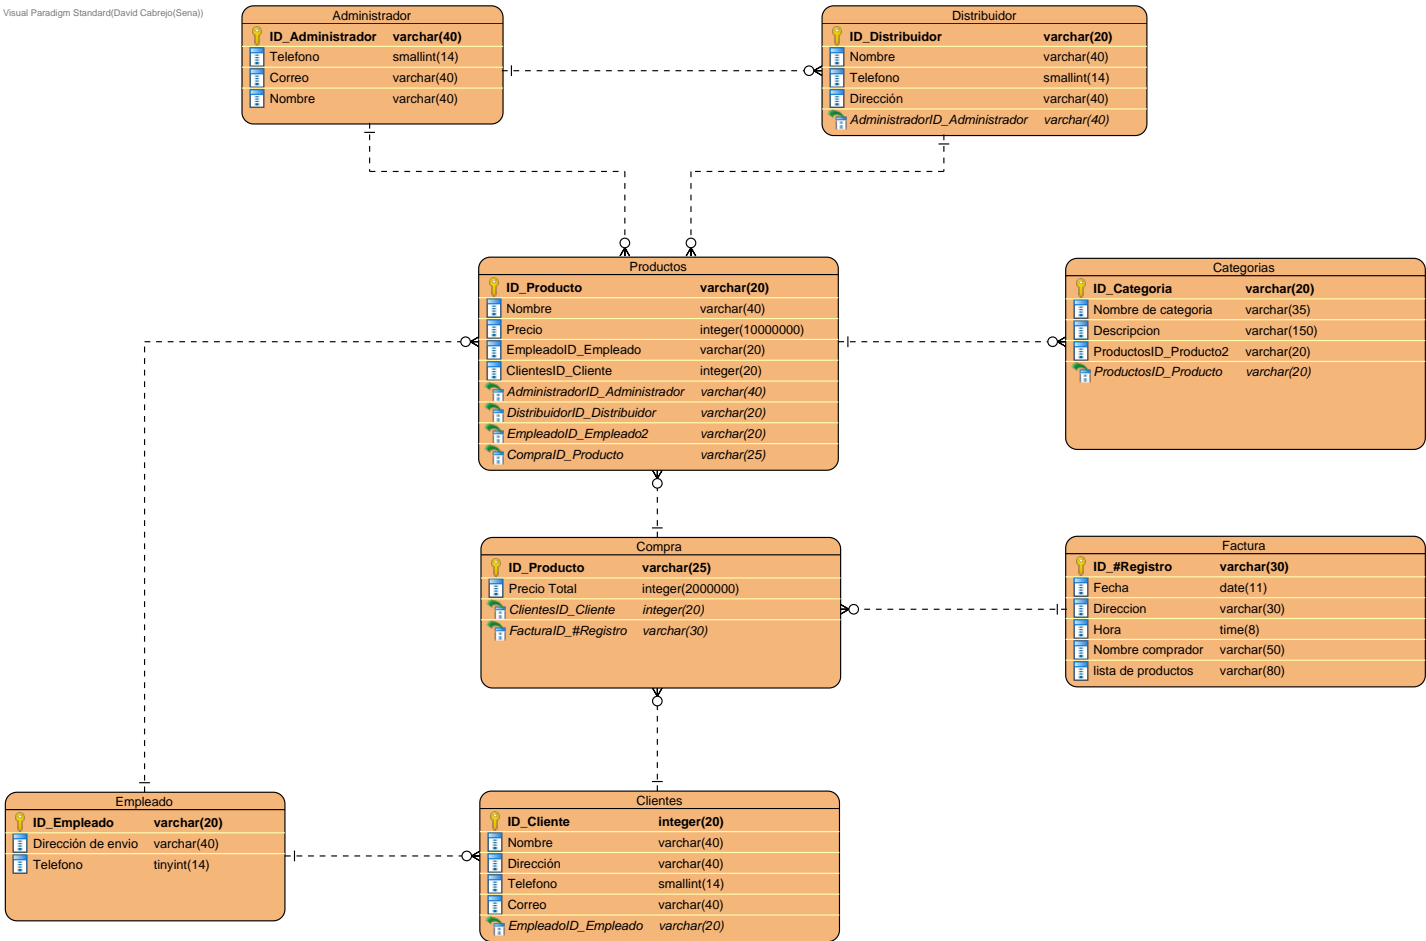 Visual Paradigm Standard(David Cabrejo(Sena))
Administrador
ID_Administrador varchar(40)
Telefono smallint(14)
Correo varchar(40)
Nombre varchar(40)
Distribuidor
ID_Distribuidor varchar(20)
Nombre varchar(40)
Telefono smallint(14)
Dirección varchar(40)
AdministradorID_Administrador varchar(40)
Productos
ID_Producto varchar(20)
Nombre varchar(40)
Precio integer(10000000)
EmpleadoID_Empleado varchar(20)
ClientesID_Cliente integer(20)
AdministradorID_Administrador varchar(40)
DistribuidorID_Distribuidor varchar(20)
EmpleadoID_Empleado2 varchar(20)
CompraID_Producto varchar(25)
Categorias
ID_Categoria varchar(20)
Nombre de categoria varchar(35)
Descripcion varchar(150)
ProductosID_Producto2 varchar(20)
ProductosID_Producto varchar(20)
Compra
ID_Producto varchar(25)
Precio Total integer(2000000)
ClientesID_Cliente integer(20)
FacturaID_#Registro varchar(30)
Factura
ID_#Registro varchar(30)
Fecha date(11)
Direccion varchar(30)
Hora time(8)
Nombre comprador varchar(50)
lista de productos varchar(80)
Empleado
ID_Empleado varchar(20)
Dirección de envio varchar(40)
Telefono tinyint(14)
Clientes
ID_Cliente integer(20)
Nombre varchar(40)
Dirección varchar(40)
Telefono smallint(14)
Correo varchar(40)
EmpleadoID_Empleado varchar(20)